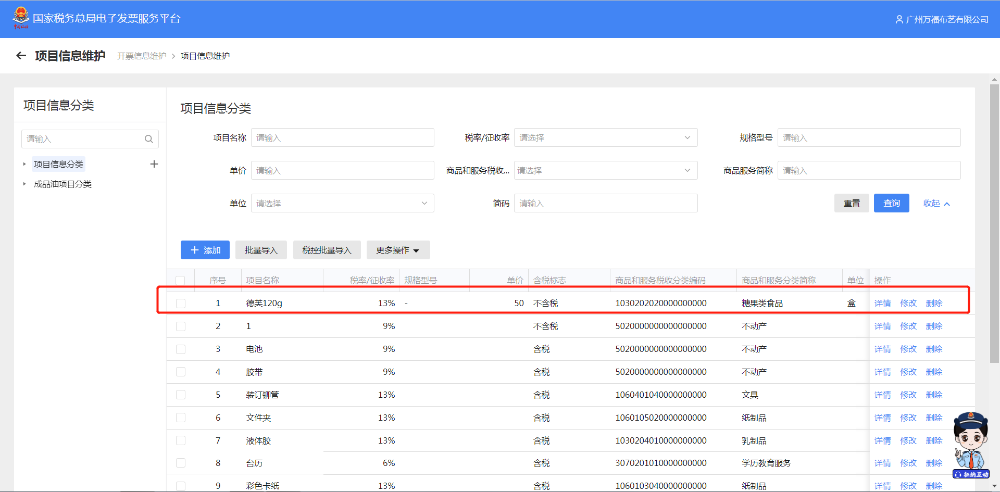 国家税务总局电子发票服务平台
广州万福布艺有限公司
项目信息维护 开票信息维护 > 项目信息维护
项目信息分类
请输入
项目信息分类
成品油项目分类
项目信息分类
项目名称 请输入 税率/征收率 请选择 规格型号 请输入
单价 请输入 商品和服务税收... 请选择 商品服务简称 请输入
单位 请选择 简码 请输入 重置 查询 收起
添加 批量导入 税控批量导入 更多操作
序号 项目名称 税率/征收率 规格型号 单价 含税标志 商品和服务税收分类编码 商品和服务分类简称 单位 操作
1 德芙120g 13% - 50 不含税 1030202020000000000 糖果类食品 盒 详情 修改 删除
2 1 9% 不含税 5020000000000000000 不动产 详情 修改 删除
3 电池 9% 含税 5020000000000000000 不动产 详情 修改 删除
4 胶带 9% 含税 5020000000000000000 不动产 详情 修改 删除
5 装订铆管 13% 含税 1060401040000000000 文具 详情 修改 删除
6 文件夹 13% 含税 1060105020000000000 纸制品 详情 修改 删除
7 液体胶 13% 含税 1030204010000000000 乳制品 详情 修改 删除
8 台历 6% 含税 3070201010000000000 学历教育服务 详情 修改 删除
9 彩色卡纸 13% 含税 1060103040000000000 纸制品 详情 修改 删除
征纳互动